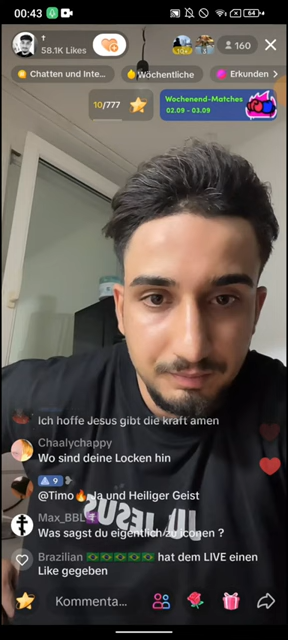 00:43
64
†
58.1K Likes
160
Chatten und Inte...
Wöchentliche
Erkunden
10/777
Wochenend-Matches
02.09 - 03.09
Ich hoffe Jesus gibt die kraft amen
Chaalychappy
Wo sind deine Locken hin
9
@Timo🔥 Ja und Heiliger Geist
Max_BBL
Was sagst du eigentlich zu iconen ?
Brazilian 🇧🇷🇧🇷🇧🇷🇧🇷🇧🇷 hat dem LIVE einen
Like gegeben
Kommenta...